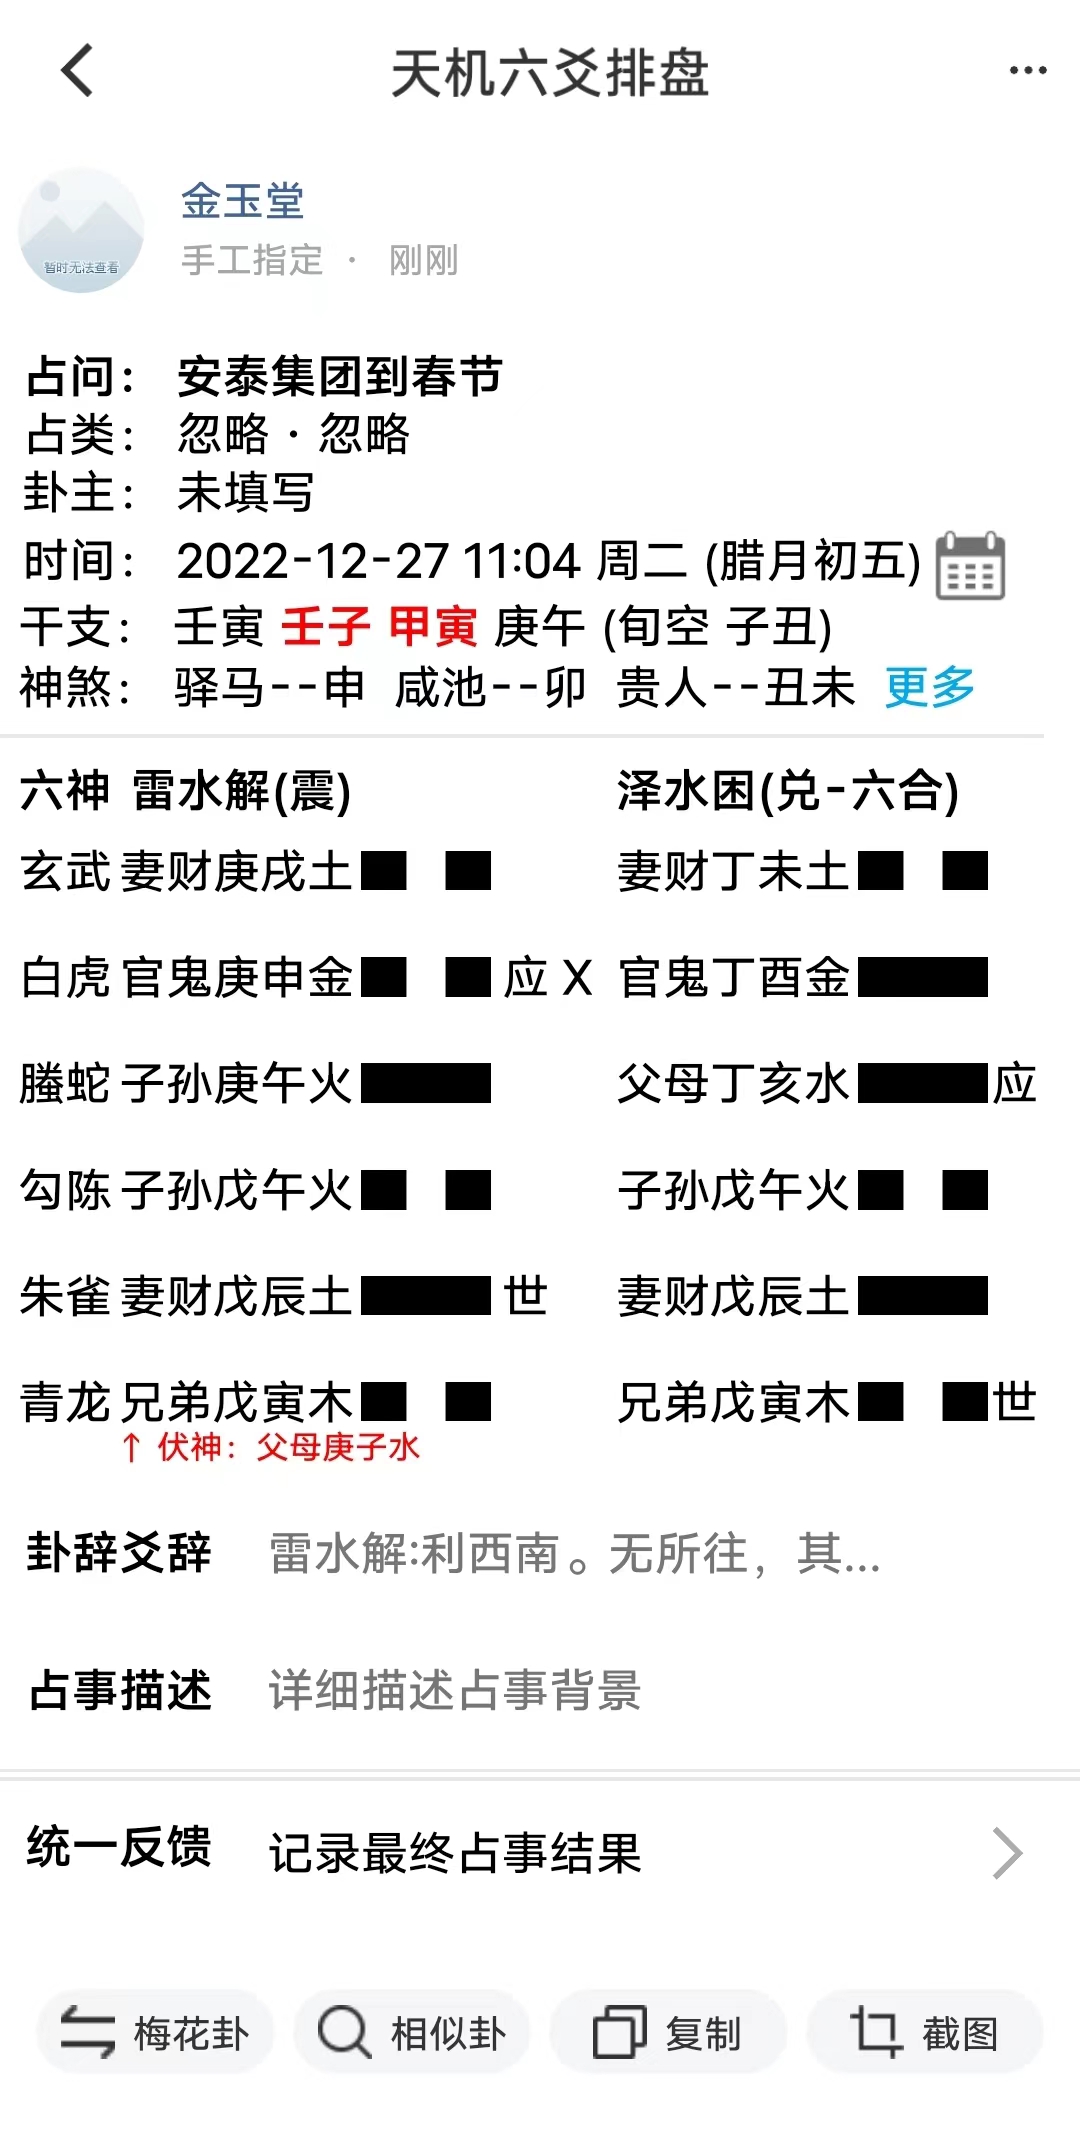 天机六爻排盘
暂时无法查看
金玉堂
手工指定 · 刚刚
占问： 安泰集团到春节
占类： 忽略 · 忽略
卦主： 未填写
时间： 2022-12-27 11:04 周二 (腊月初五)
干支： 壬寅 壬子 甲寅 庚午 (旬空 子丑)
神煞： 驿马--申 咸池--卯 贵人--丑未 更多
六神 雷水解(震) 泽水困(兑-六合)
玄武 妻财庚戌土 妻财丁未土
白虎 官鬼庚申金 应 X 官鬼丁酉金
螣蛇 子孙庚午火 父母丁亥水 应
勾陈 子孙戊午火 子孙戊午火
朱雀 妻财戊辰土 世 妻财戊辰土
青龙 兄弟戊寅木 兄弟戊寅木 世
↑ 伏神：父母庚子水
卦辞爻辞 雷水解:利西南。无所往，其...
占事描述 详细描述占事背景
统一反馈 记录最终占事结果
梅花卦 相似卦 复制 截图